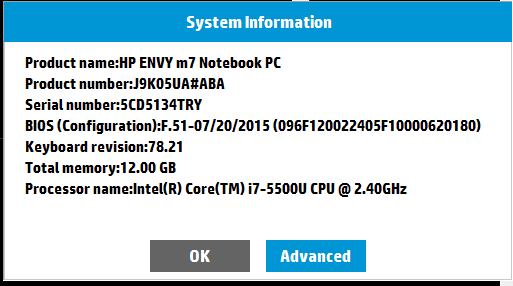 System Information
Product name:HP ENVY m7 Notebook PC
Product number:J9K05UA#ABA
Serial number:5CD5134TRY
BIOS (Configuration):F.51-07/20/2015 (096F120022405F10000620180)
Keyboard revision:78.21
Total memory:12.00 GB
Processor name:Intel(R) Core(TM) i7-5500U CPU @ 2.40GHz
OK Advanced